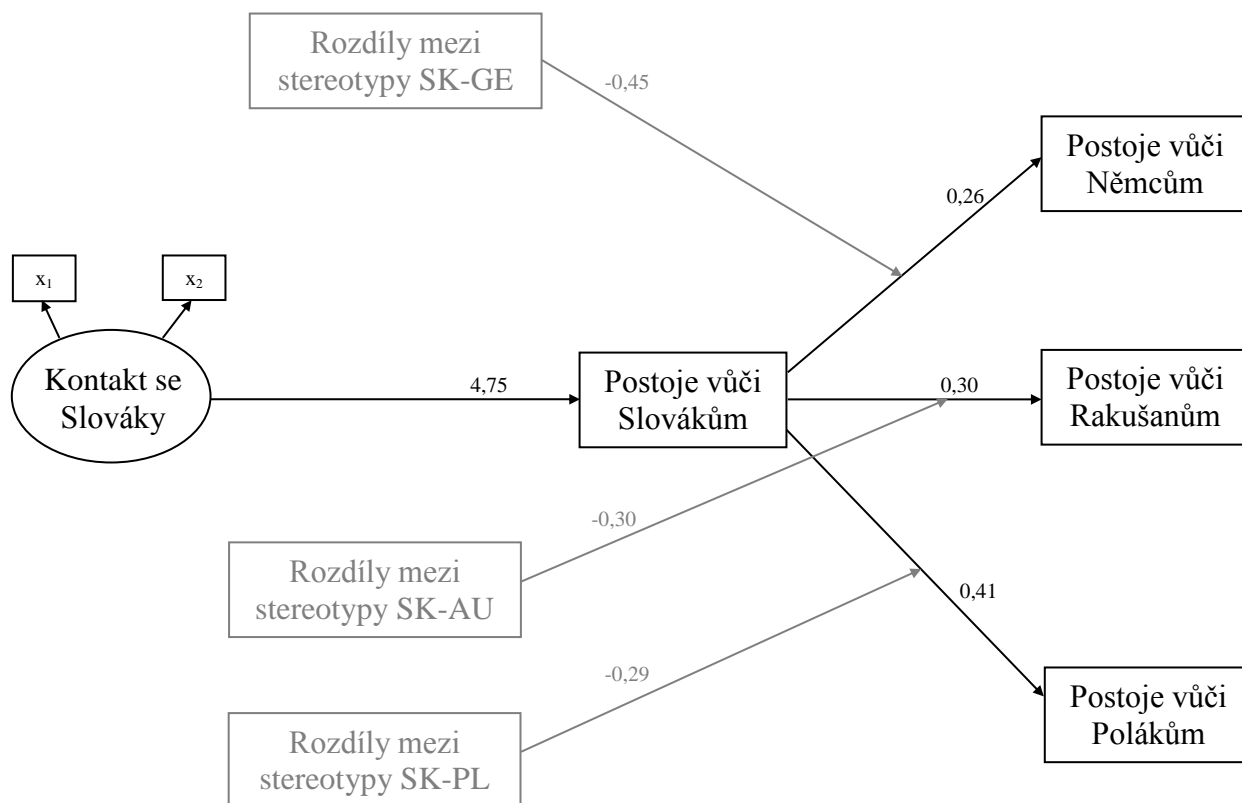 Rozdíly mezi
stereotypy SK-GE
-0,45
Postoje vůči
Němcům
0,26
x₁
x₂
Kontakt se
Slováky
4,75
Postoje vůči
Slovákům
0,30
Postoje vůči
Rakušanům
-0,30
Rozdíly mezi
stereotypy SK-AU
0,41
-0,29
Postoje vůči
Polákům
Rozdíly mezi
stereotypy SK-PL